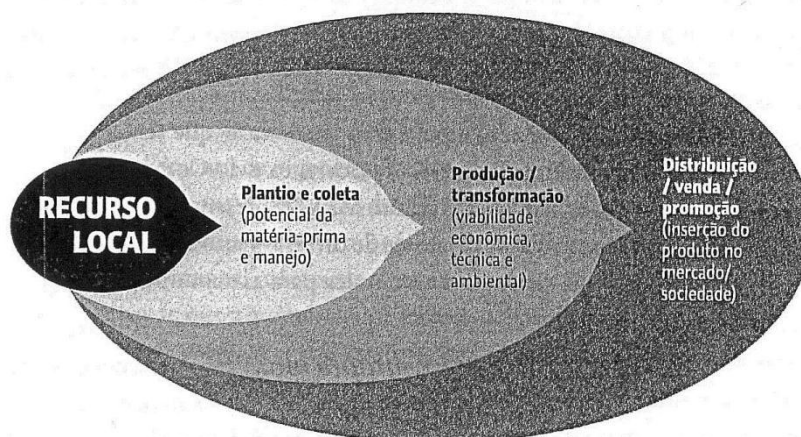 RECURSO
LOCAL
Plantio e coleta
(potencial da
matéria-prima
e manejo)
Produção /
transformação
(viabilidade
econômica,
técnica e
ambiental)
Distribuição
/ venda /
promoção
(inserção do
produto no
mercado/
sociedade)